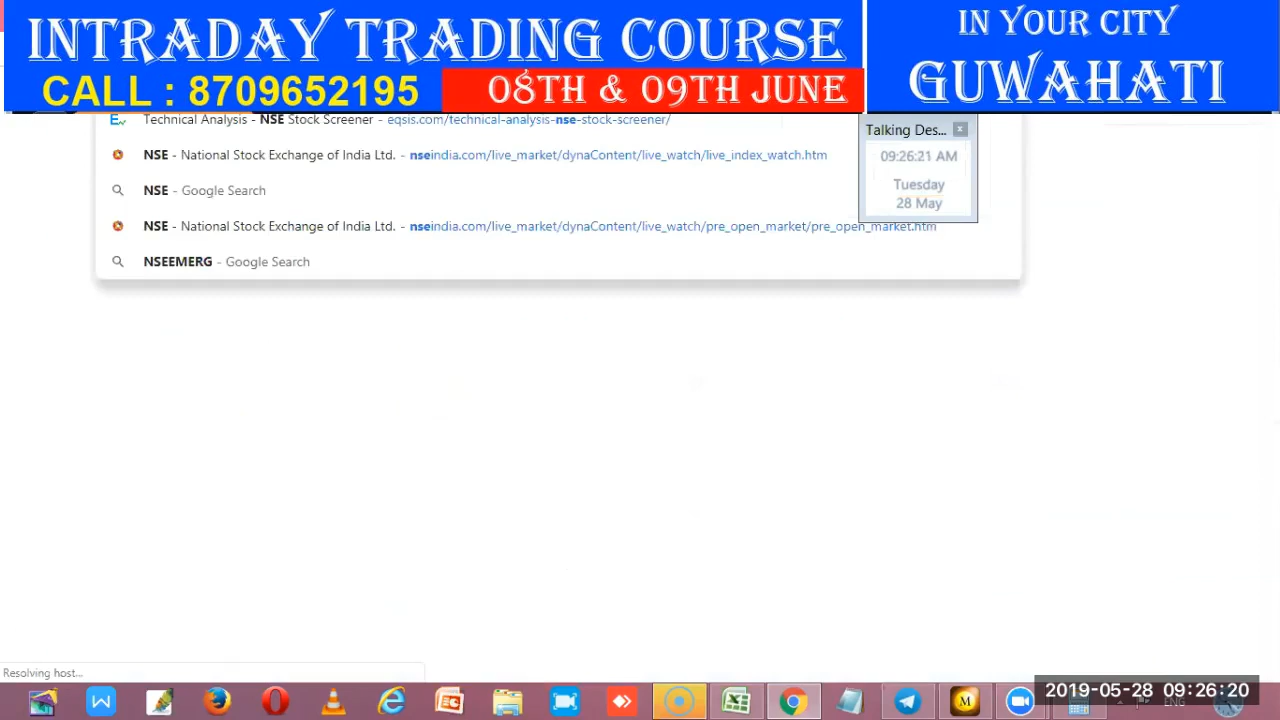 INTRADAY TRADING COURSE
CALL : 8709652195
08TH & 09TH JUNE
IN YOUR CITY
GUWAHATI
Technical Analysis - NSE Stock Screener - eqsis.com/technical-analysis-nse-stock-screener/
NSE - National Stock Exchange of India Ltd. - nseindia.com/live_market/dynaContent/live_watch/live_index_watch.htm
NSE - Google Search
NSE - National Stock Exchange of India Ltd. - nseindia.com/live_market/dynaContent/live_watch/pre_open_market/pre_open_market.htm
NSEEMERG - Google Search
Talking Des... x
09:26:21 AM
Tuesday
28 May
Resolving host...
2019-05-28 09:26:20
ENG